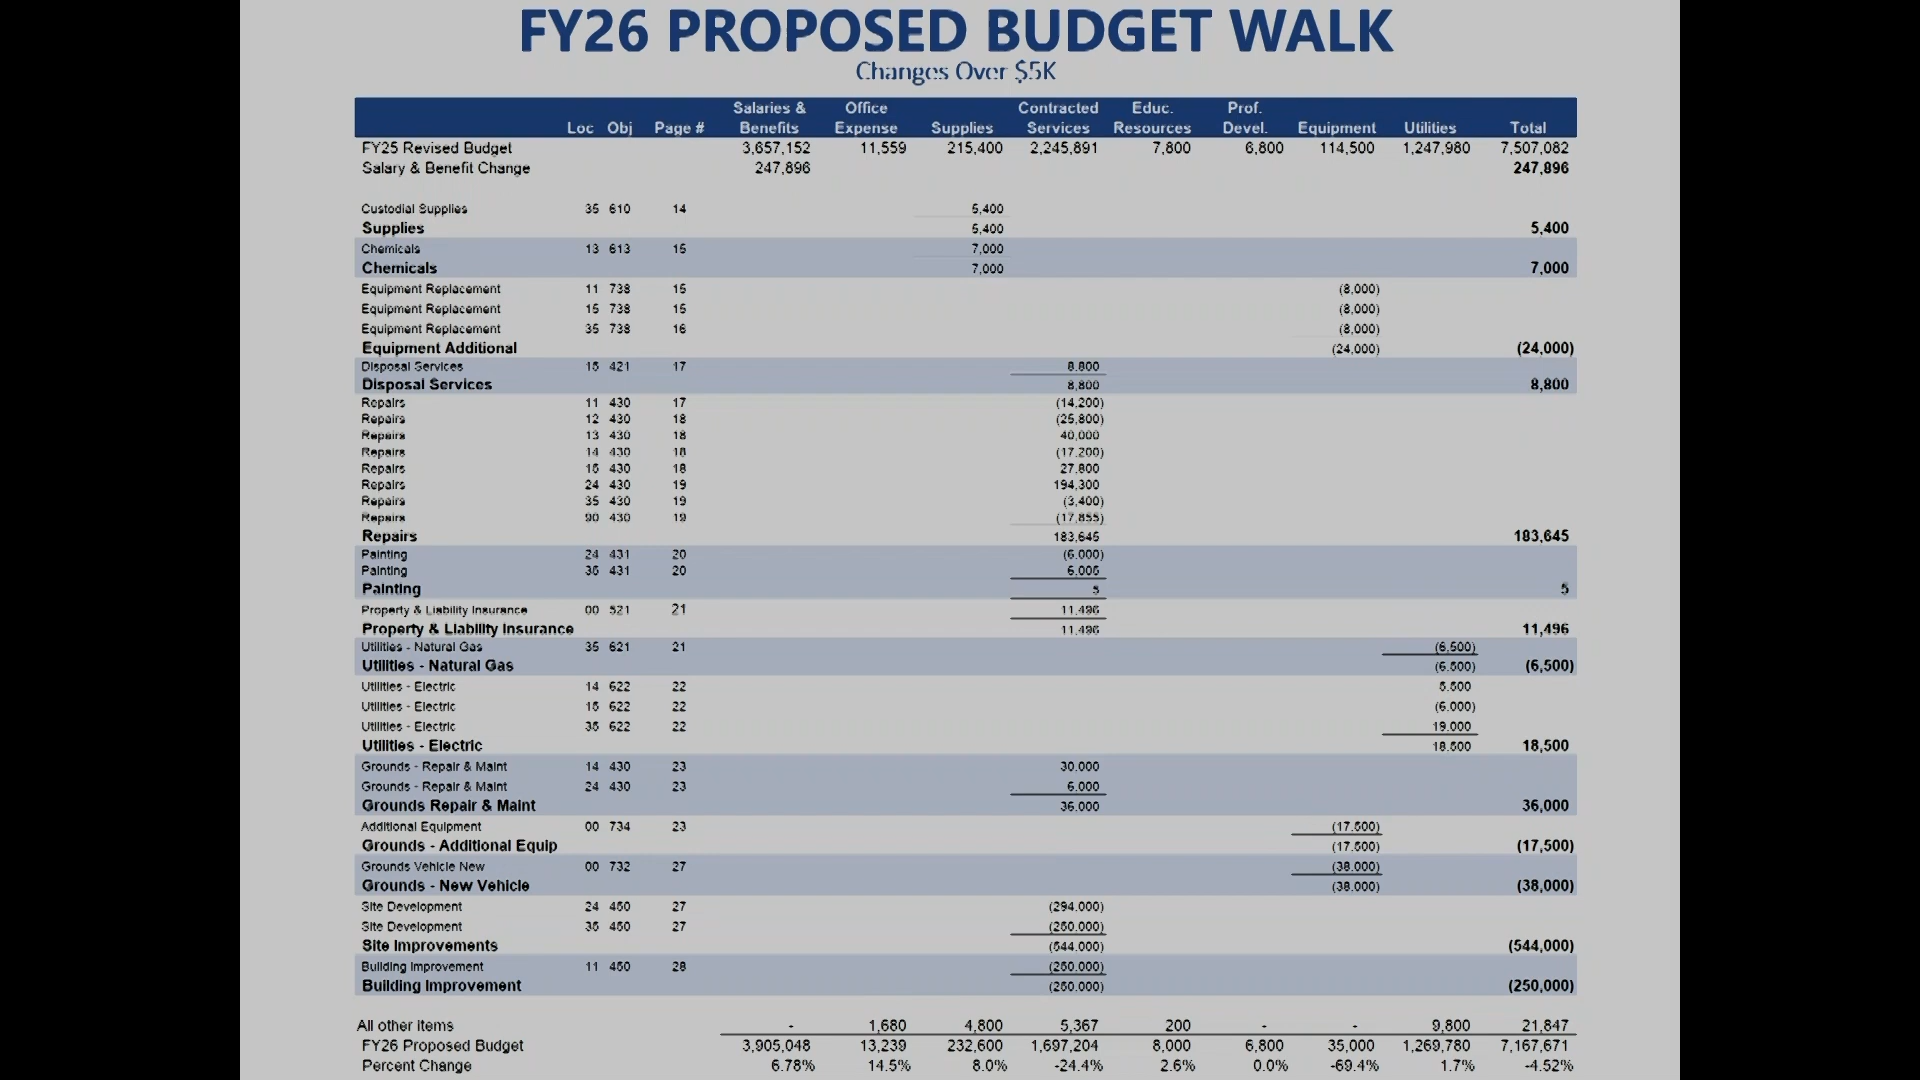 FY26 PROPOSED BUDGET WALK
Changes Over $5K
Salaries & Office Contracted Educ. Prof.
Loc Obj Page # Benefits Expense Supplies Services Resources Devel. Equipment Utilities Total
FY25 Revised Budget 3,657,152 11,559 215,400 2,245,891 7,800 6,800 114,500 1,247,980 7,507,082
Salary & Benefit Change 247,896 247,896
Custodial Supplies 35 610 14 5,400
Supplies 5,400 5,400
Chemicals 13 613 15 7,000
Chemicals 7,000 7,000
Equipment Replacement 11 738 15 (8,000)
Equipment Replacement 15 738 15 (8,000)
Equipment Replacement 35 738 16 (8,000)
Equipment Additional (24,000) (24,000)
Disposal Services 15 421 17 8,800
Disposal Services 8,800 8,800
Repairs 11 430 17 (14,200)
Repairs 12 430 18 (25,800)
Repairs 13 430 18 40,000
Repairs 14 430 18 (17,200)
Repairs 15 430 18 27,800
Repairs 24 430 19 194,300
Repairs 35 430 19 (3,400)
Repairs 90 430 19 (17,855)
Repairs 183,645 183,645
Painting 24 431 20 (6,000)
Painting 35 431 20 6,005
Painting 5 5
Property & Liability Insurance 00 521 21 11,496
Property & Liability Insurance 11,496 11,496
Utilities - Natural Gas 35 621 21 (6,500)
Utilities - Natural Gas (6,500) (6,500)
Utilities - Electric 14 622 22 5,500
Utilities - Electric 15 622 22 (6,000)
Utilities - Electric 35 622 22 19,000
Utilities - Electric 18,500 18,500
Grounds - Repair & Maint 14 430 23 30,000
Grounds - Repair & Maint 24 430 23 6,000
Grounds Repair & Maint 36,000 36,000
Additional Equipment 00 734 23 (17,500)
Grounds - Additional Equip (17,500) (17,500)
Grounds Vehicle New 00 732 27 (38,000)
Grounds - New Vehicle (38,000) (38,000)
Site Development 24 450 27 (294,000)
Site Development 35 450 27 (250,000)
Site Improvements (544,000) (544,000)
Building Improvement 11 450 28 (250,000)
Building Improvement (250,000) (250,000)
All other items - 1,680 4,800 5,367 200 - - 9,800 21,847
FY26 Proposed Budget 3,905,048 13,239 232,600 1,697,204 8,000 6,800 35,000 1,269,780 7,167,671
Percent Change 6.78% 14.5% 8.0% -24.4% 2.6% 0.0% -69.4% 1.7% -4.52%